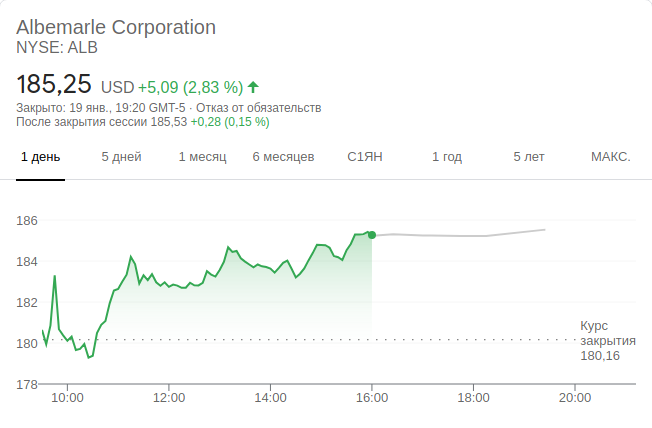 Albemarle Corporation
NYSE: ALB
185,25 USD +5,09 (2,83 %)
Закрыто: 19 янв., 19:20 GMT-5 · Отказ от обязательств
После закрытия сессии 185,53 +0,28 (0,15 %)
1 день 5 дней 1 месяц 6 месяцев С1ЯН 1 год 5 лет МАКС.
186
184
182
Курс
180 закрытия
180,16
178
10:00 12:00 14:00 16:00 18:00 20:00